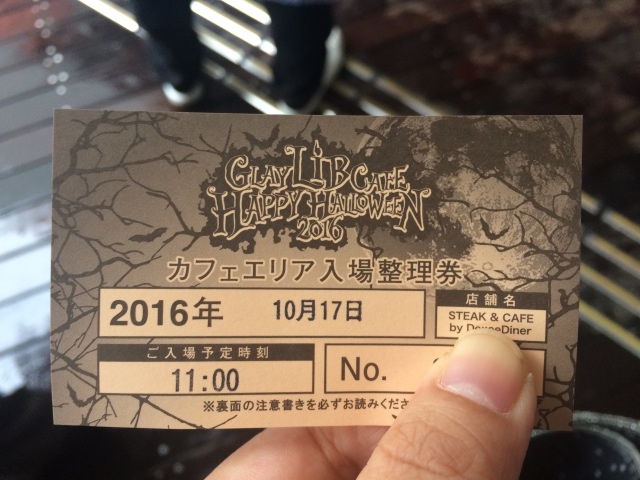 GLAY LiB CAFE
HAPPY HALLOWEEN
2016
カフェエリア入場整理券
2016年 10月17日
店舗名
STEAK & CAFE
by DexeeDiner
ご入場予定時刻
11:00
No.
※裏面の注意書きを必ずお読みくださ